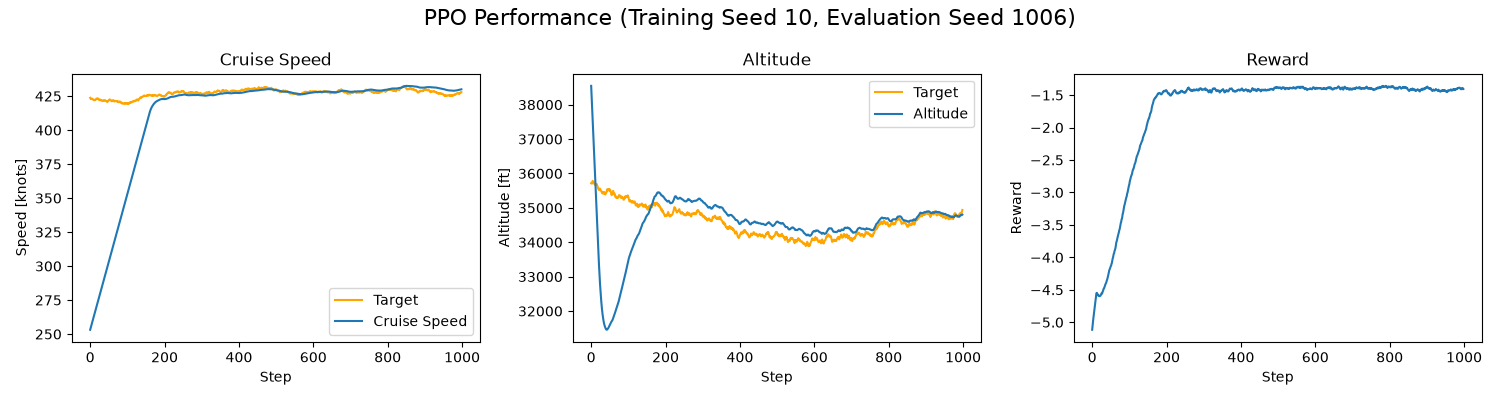 PPO Performance (Training Seed 10, Evaluation Seed 1006)
Cruise Speed
Speed [knots]
425
400
375
350
325
300
275
250
Target
Cruise Speed
0 200 400 600 800 1000
Step
Altitude
Altitude [ft]
38000
37000
36000
35000
34000
33000
32000
Target
Altitude
0 200 400 600 800 1000
Step
Reward
Reward
−1.5
−2.0
−2.5
−3.0
−3.5
−4.0
−4.5
−5.0
0 200 400 600 800 1000
Step